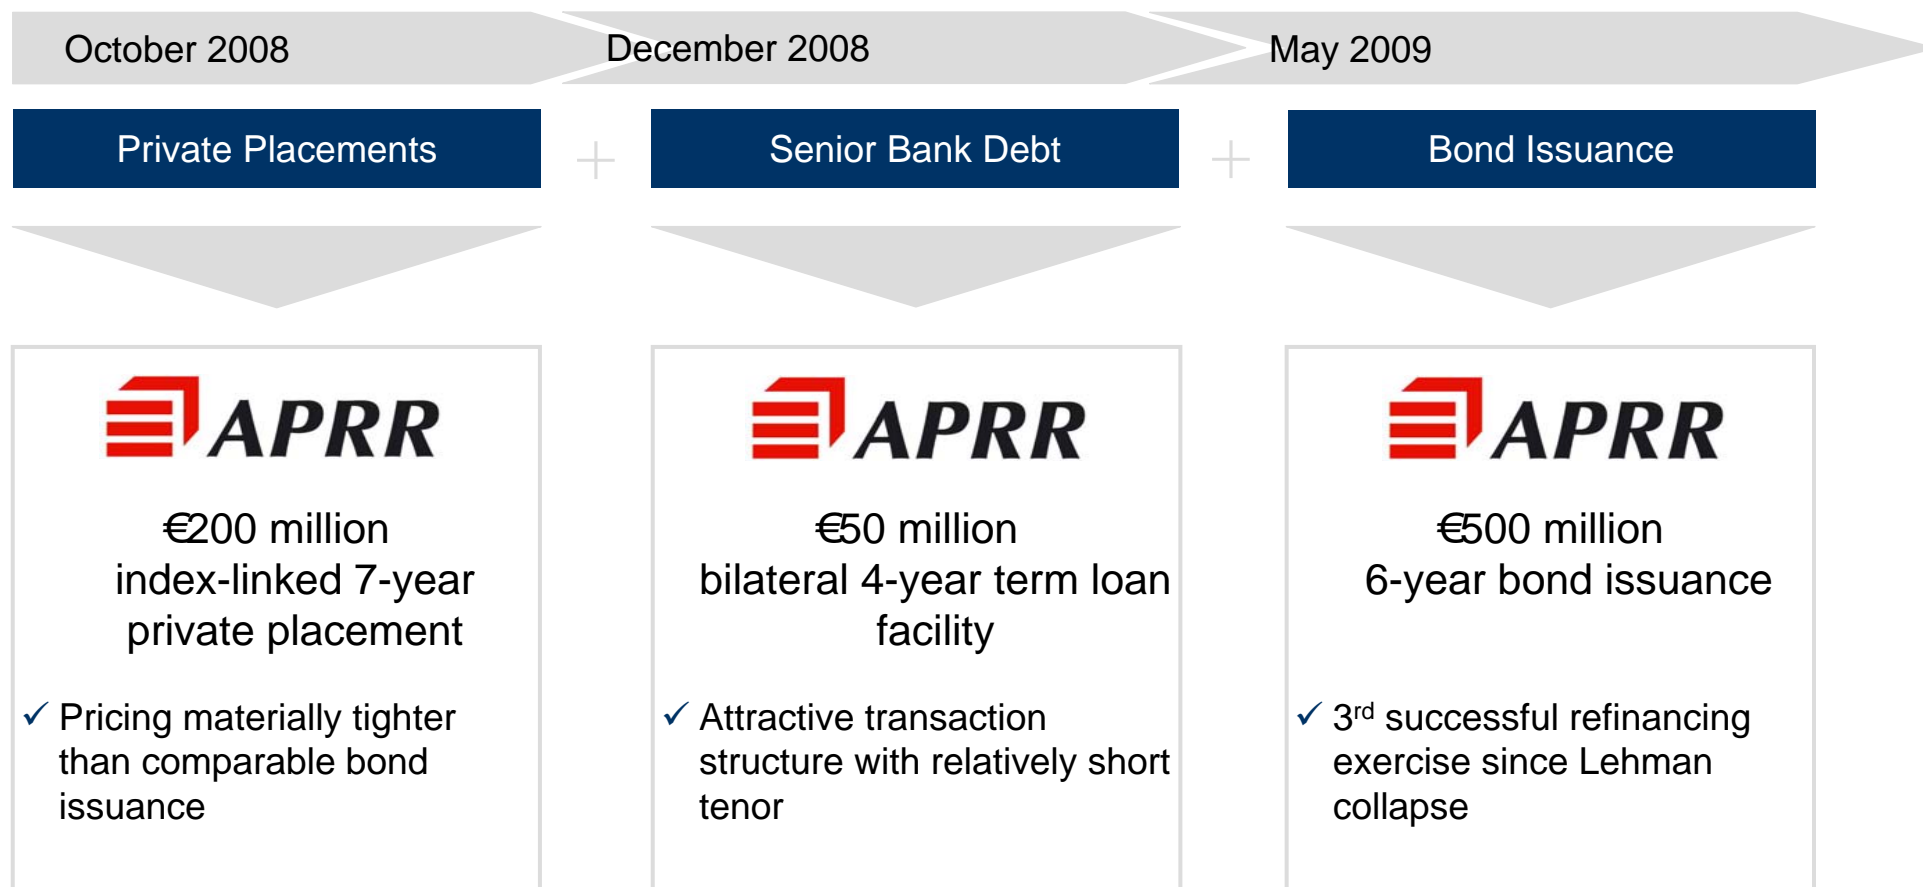 October 2008
December 2008
May 2009
Private Placements
+
Senior Bank Debt
+
Bond Issuance
APRR
€200 million
index-linked 7-year
private placement
✓ Pricing materially tighter
than comparable bond
issuance
APRR
€50 million
bilateral 4-year term loan
facility
✓ Attractive transaction
structure with relatively short
tenor
APRR
€500 million
6-year bond issuance
✓ 3rd successful refinancing
exercise since Lehman
collapse